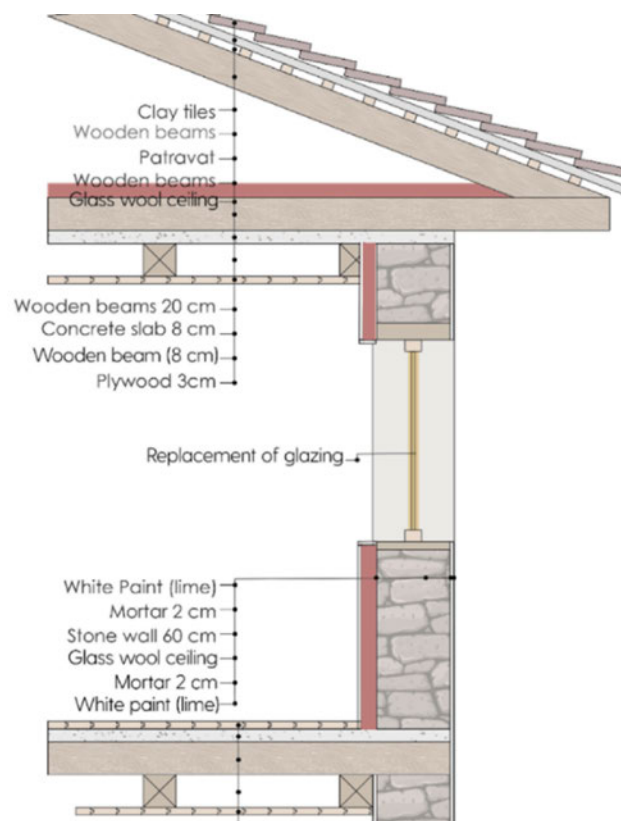 Clay tiles
Wooden beams
Patravat
Wooden beams
Glass wool ceiling
Wooden beams 20 cm
Concrete slab 8 cm
Wooden beam (8 cm)
Plywood 3cm
Replacement of glazing
White Paint (lime)
Mortar 2 cm
Stone wall 60 cm
Glass wool ceiling
Mortar 2 cm
White paint (lime)